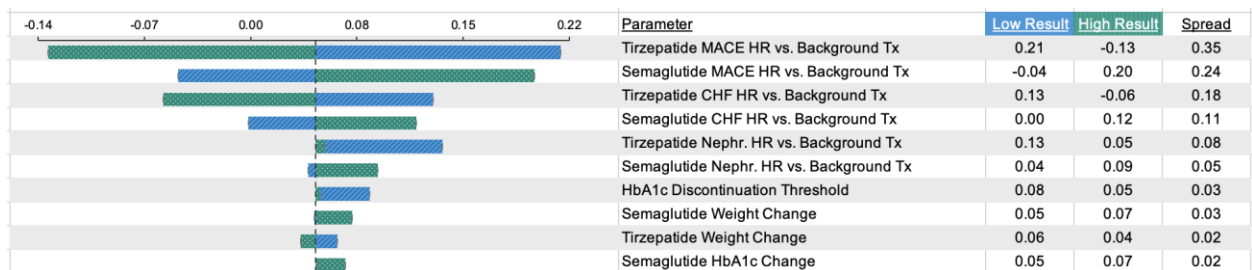 -0.14 -0.07 0.00 0.08 0.15 0.22 Parameter Low Result High Result Spread
Tirzepatide MACE HR vs. Background Tx 0.21 -0.13 0.35
Semaglutide MACE HR vs. Background Tx -0.04 0.20 0.24
Tirzepatide CHF HR vs. Background Tx 0.13 -0.06 0.18
Semaglutide CHF HR vs. Background Tx 0.00 0.12 0.11
Tirzepatide Nephr. HR vs. Background Tx 0.13 0.05 0.08
Semaglutide Nephr. HR vs. Background Tx 0.04 0.09 0.05
HbA1c Discontinuation Threshold 0.08 0.05 0.03
Semaglutide Weight Change 0.05 0.07 0.03
Tirzepatide Weight Change 0.06 0.04 0.02
Semaglutide HbA1c Change 0.05 0.07 0.02